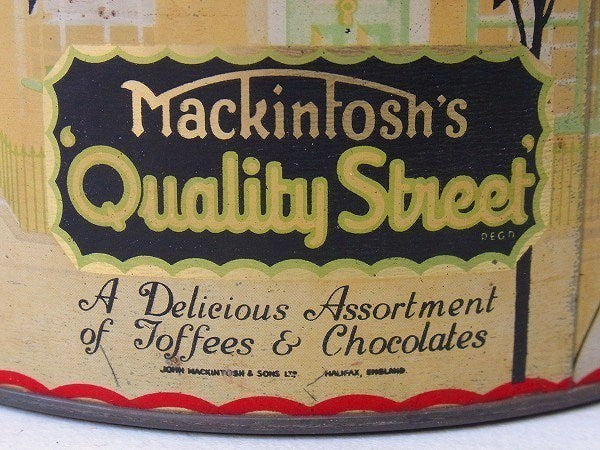 Mackintosh's
'Quality Street'
REGD
A Delicious Assortment
of Toffees & Chocolates
JOHN MACKINTOSH & SONS LTD HALIFAX, ENGLAND.